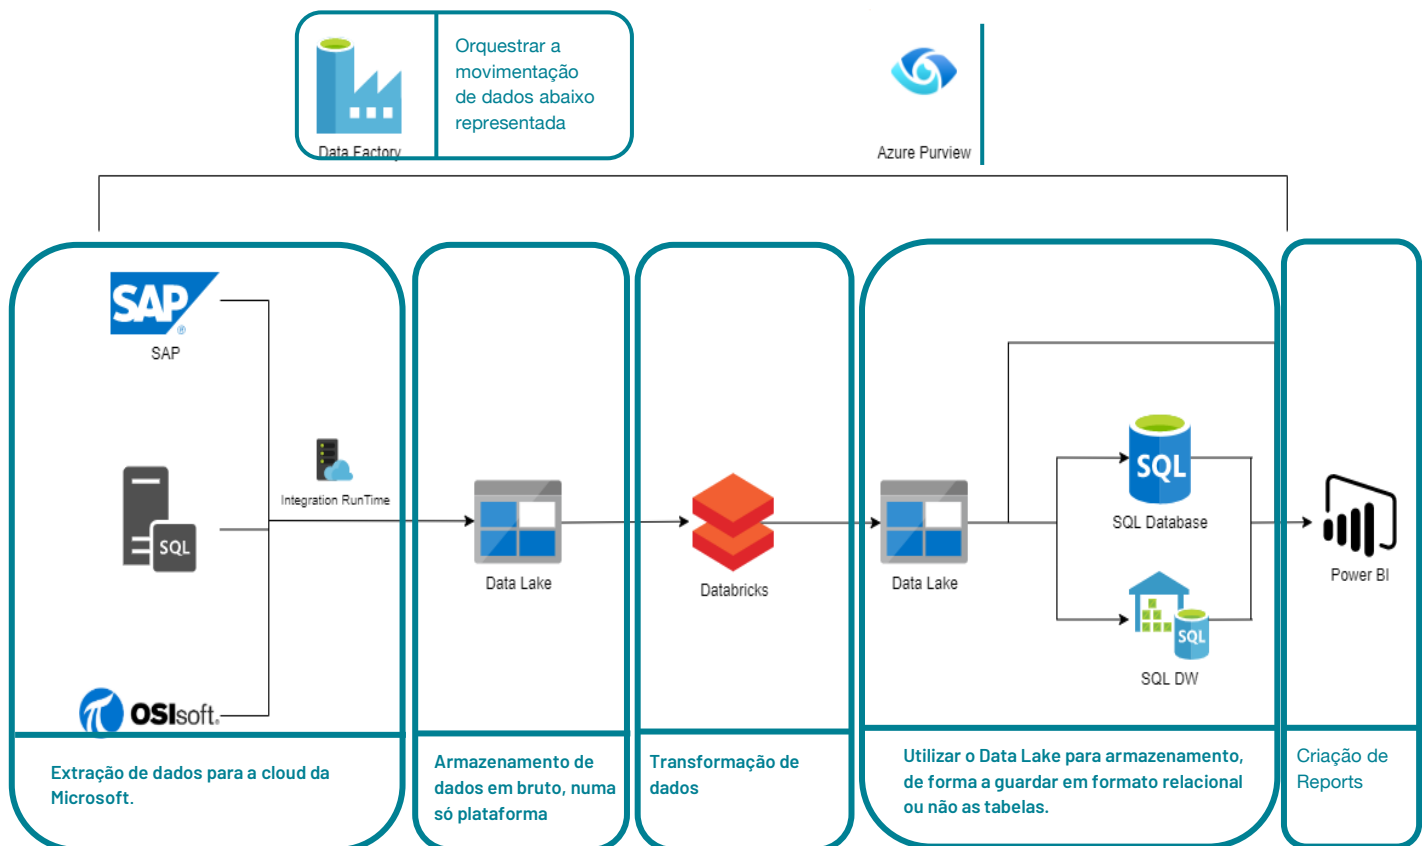 Orquestrar a
movimentação
de dados abaixo
representada
Data Factory
Azure Purview
SAP
®
SAP
Integration RunTime
SQL
Data Lake
Databricks
Data Lake
SQL
SQL Database
SQL
SQL DW
Power BI
OSIsoft.
Extração de dados para a cloud da
Microsoft.
Armazenamento de
dados em bruto, numa
só plataforma
Transformação de
dados
Utilizar o Data Lake para armazenamento,
de forma a guardar em formato relacional
ou não as tabelas.
Criação de
Reports